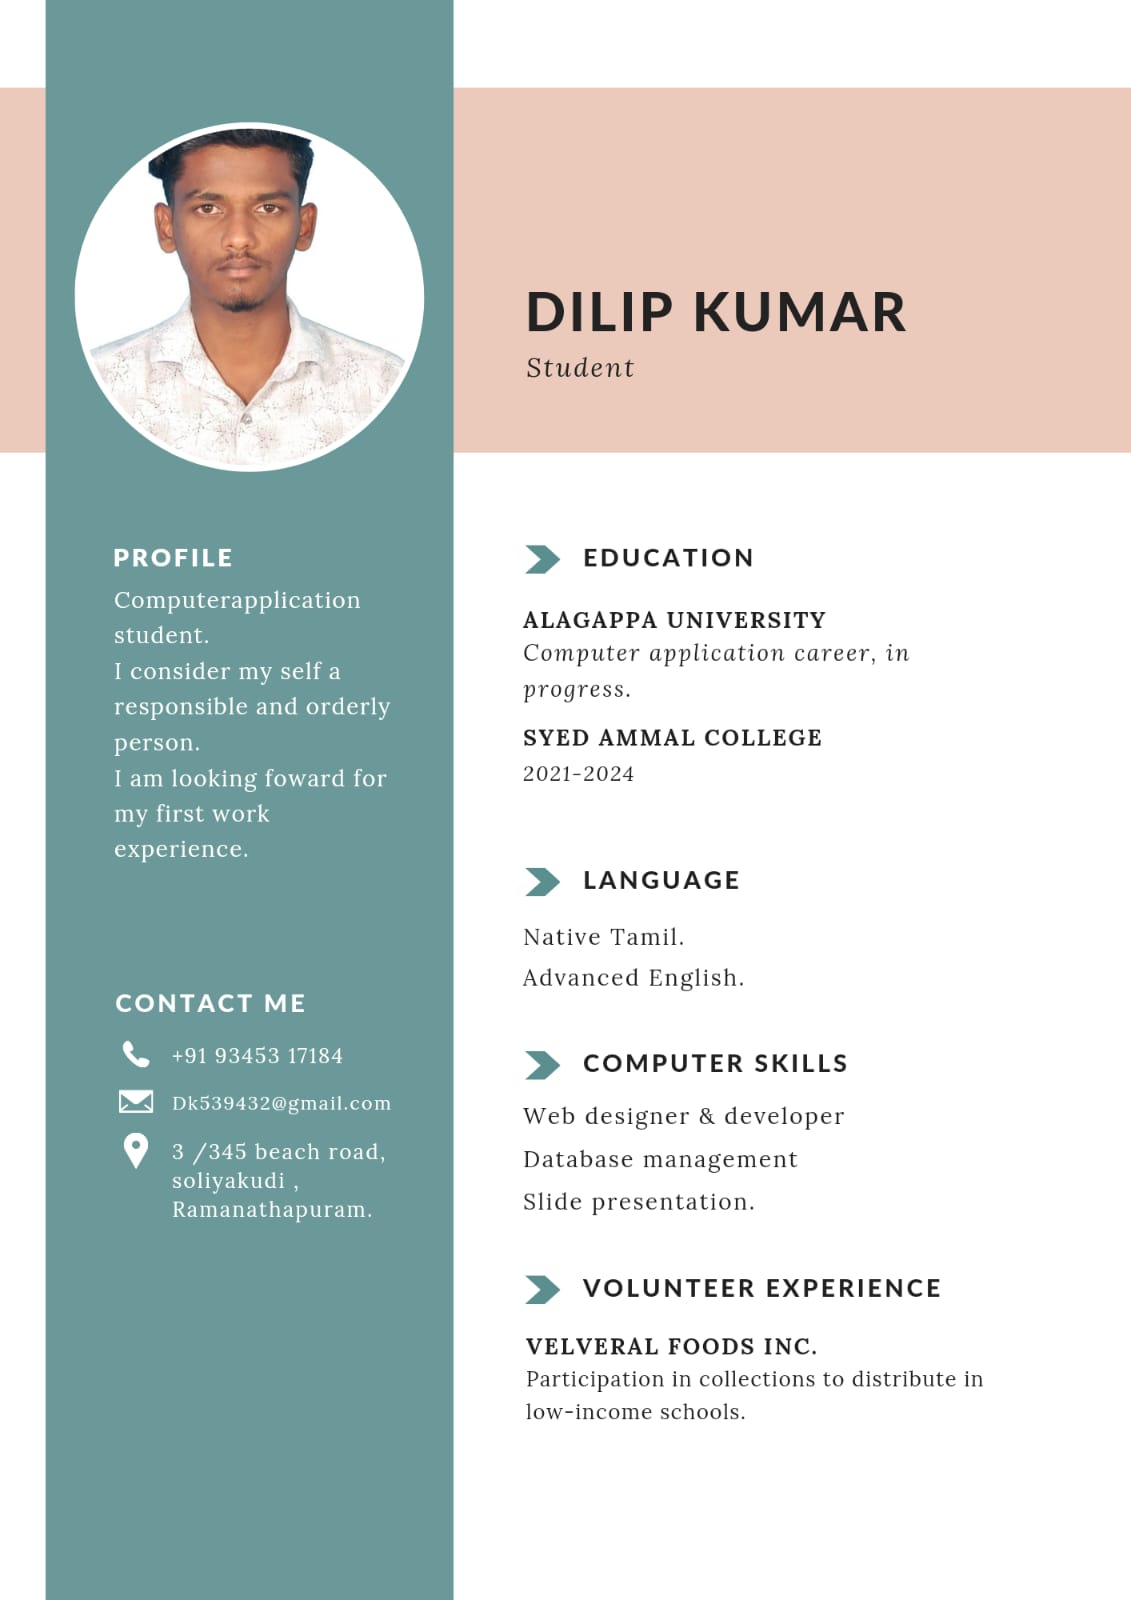 DILIP KUMAR
Student
PROFILE
Computerapplication
student.
I consider my self a
responsible and orderly
person.
I am looking foward for
my first work
experience.
CONTACT ME
+91 93453 17184
Dk539432@gmail.com
3 /345 beach road,
soliyakudi ,
Ramanathapuram.
EDUCATION
ALAGAPPA UNIVERSITY
Computer application career, in
progress.
SYED AMMAL COLLEGE
2021-2024
LANGUAGE
Native Tamil.
Advanced English.
COMPUTER SKILLS
Web designer & developer
Database management
Slide presentation.
VOLUNTEER EXPERIENCE
VELVERAL FOODS INC.
Participation in collections to distribute in
low-income schools.